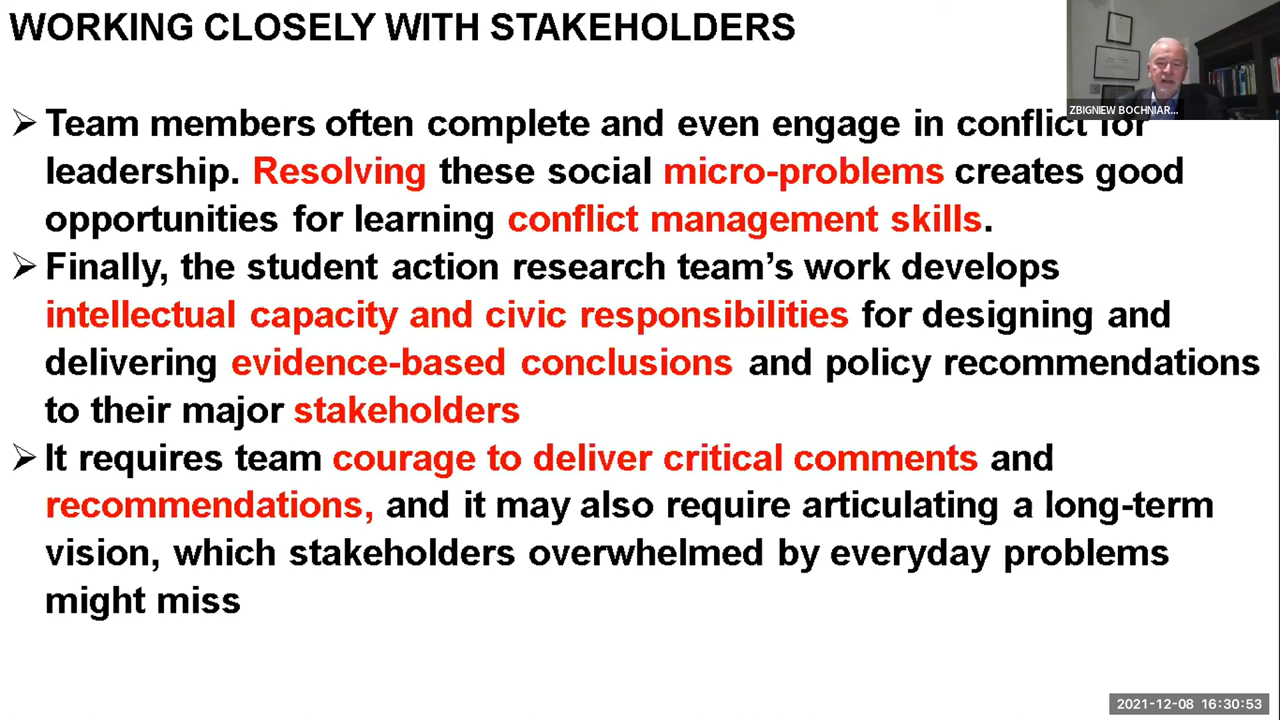 WORKING CLOSELY WITH STAKEHOLDERS
ZBIGNIEW BOCHNIAR...
Team members often complete and even engage in conflict for
leadership. Resolving these social micro-problems creates good
opportunities for learning conflict management skills.
Finally, the student action research team’s work develops
intellectual capacity and civic responsibilities for designing and
delivering evidence-based conclusions and policy recommendations
to their major stakeholders
It requires team courage to deliver critical comments and
recommendations, and it may also require articulating a long-term
vision, which stakeholders overwhelmed by everyday problems
might miss
2021-12-08 16:30:53